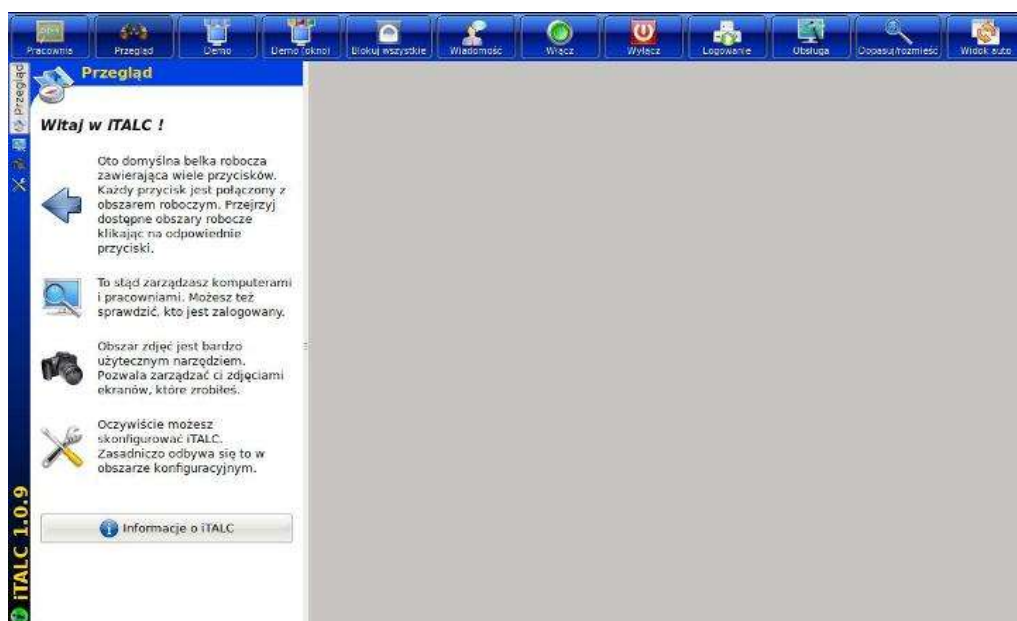 Pracownia
Przegląd
Demo
Demo (okno)
Blokuj wszystkie
Wiadomość
Włącz
Wyłącz
Logowanie
Obsługa
Dopasuj/rozmieść
Widok auto
Przegląd
Przegląd
Witaj w iTALC !
Oto domyślna belka robocza
zawierająca wiele przycisków.
Każdy przycisk jest połączony z
obszarem roboczym. Przejrzyj
dostępne obszary robocze
klikając na odpowiednie
przyciski.
To stąd zarządzasz komputerami
i pracowniami. Możesz też
sprawdzić, kto jest zalogowany.
Obszar zdjęć jest bardzo
użytecznym narzędziem.
Pozwala zarządzać ci zdjęciami
ekranów, które zrobiłeś.
Oczywiście możesz
skonfigurować iTALC.
Zasadniczo odbywa się to w
obszarze konfiguracyjnym.
Informacje o iTALC
iTALC 1.0.9